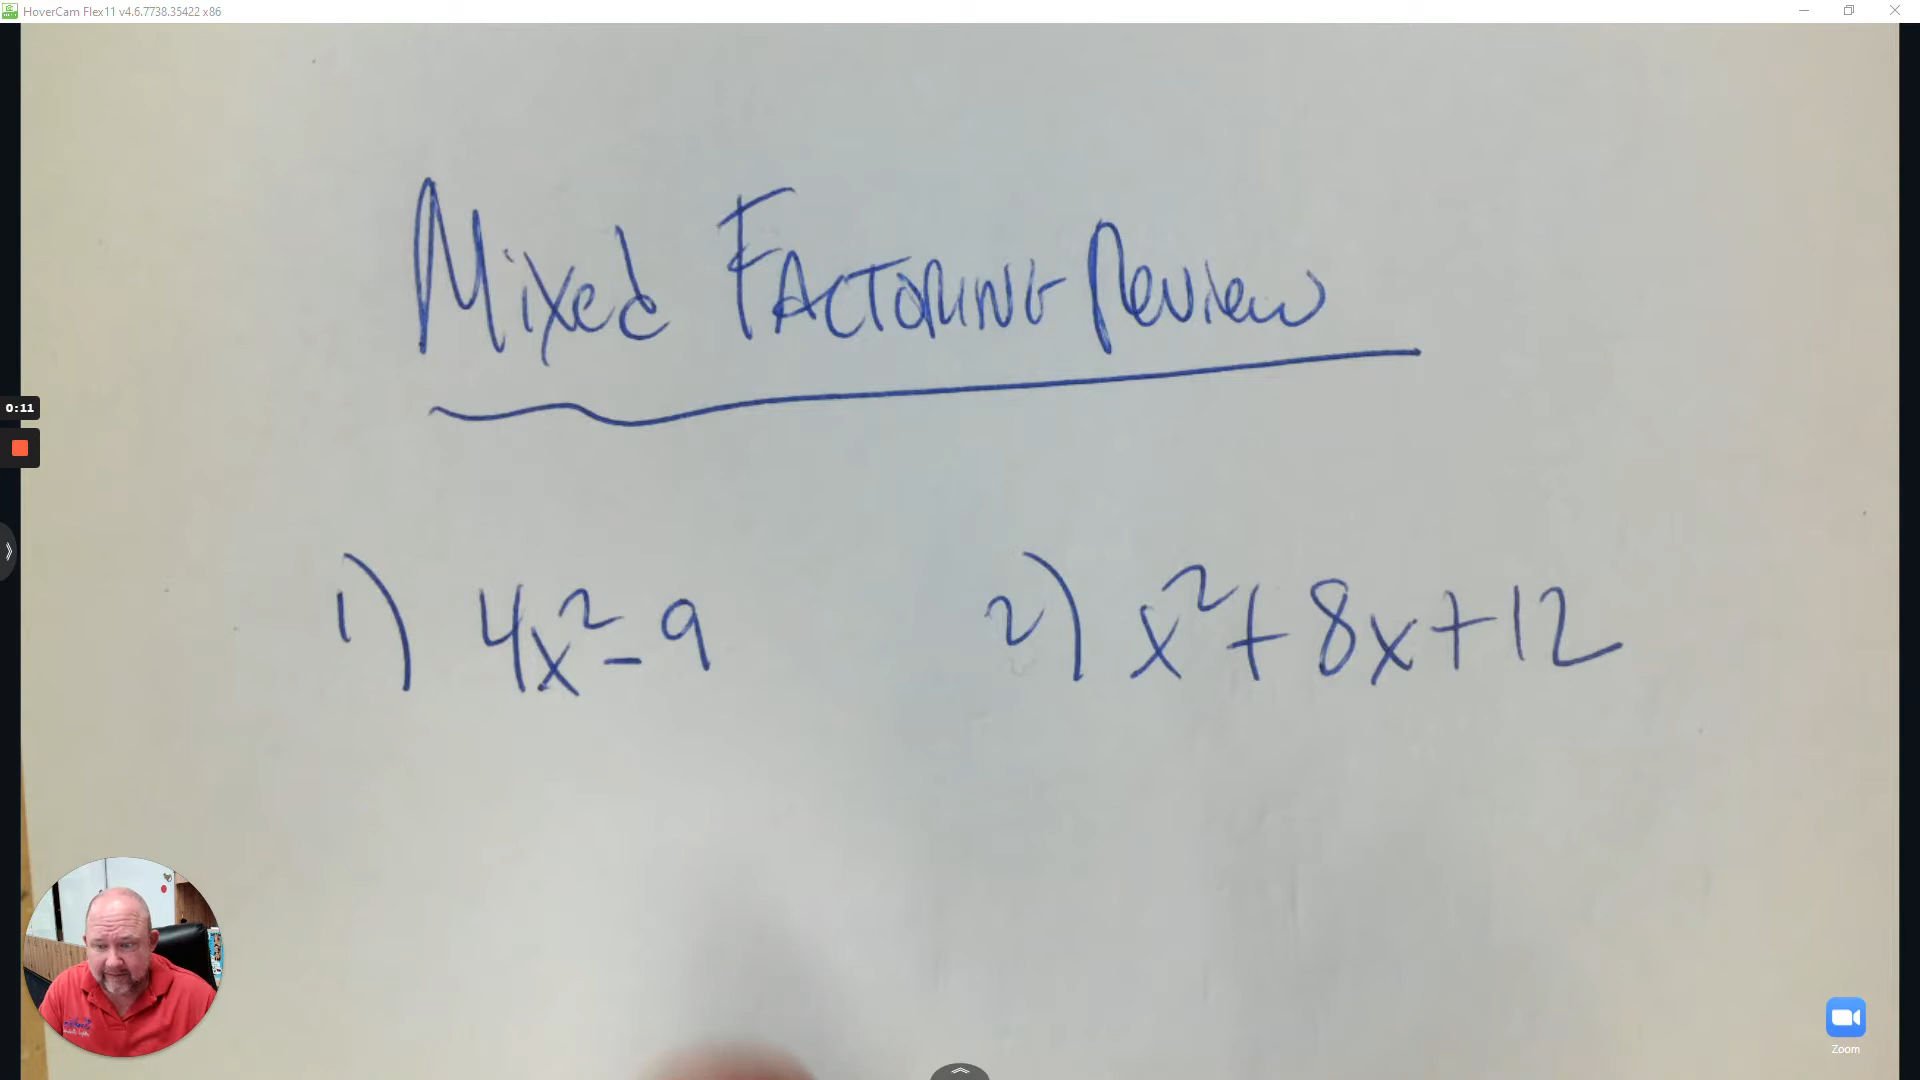 HoverCam Flex11 v4.6.7738.35422 x86
Mixed FACTORING Review
0:11
1) 4x²-9
2) x²+8x+12
Zoom